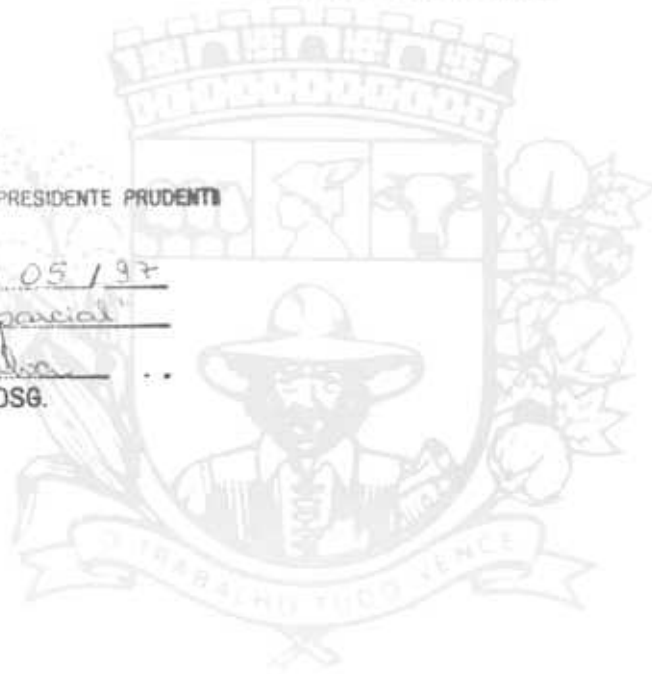 PRESIDENTE PRUDENTE
05 / 97
parcial"
DSG.
O TRABALHO TUDO VENCE